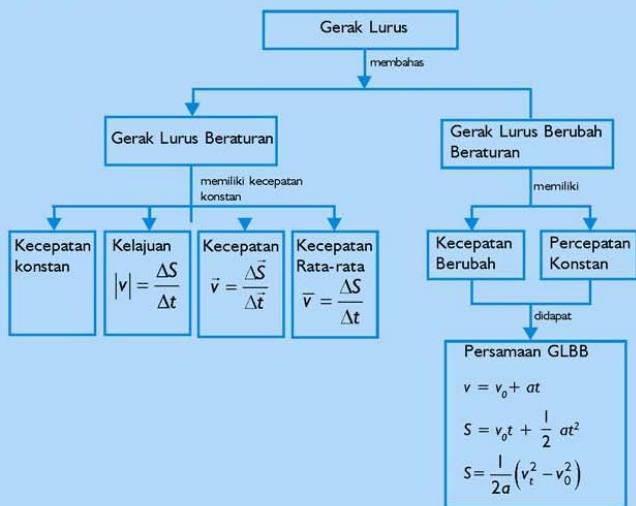 Gerak Lurus
membahas
Gerak Lurus Beraturan
Gerak Lurus Berubah
Beraturan
memiliki kecepatan
konstan
memiliki
Kecepatan
konstan
Kelajuan
|v| = ΔS/Δt
Kecepatan
v⃗ = ΔS⃗/Δt⃗
Kecepatan
Rata-rata
v̅ = ΔS/Δt
Kecepatan
Berubah
Percepatan
Konstan
didapat
Persamaan GLBB
v = v₀ + at
S = v₀t + 1/2 at²
S = 1/2a (vₜ² − v₀²)